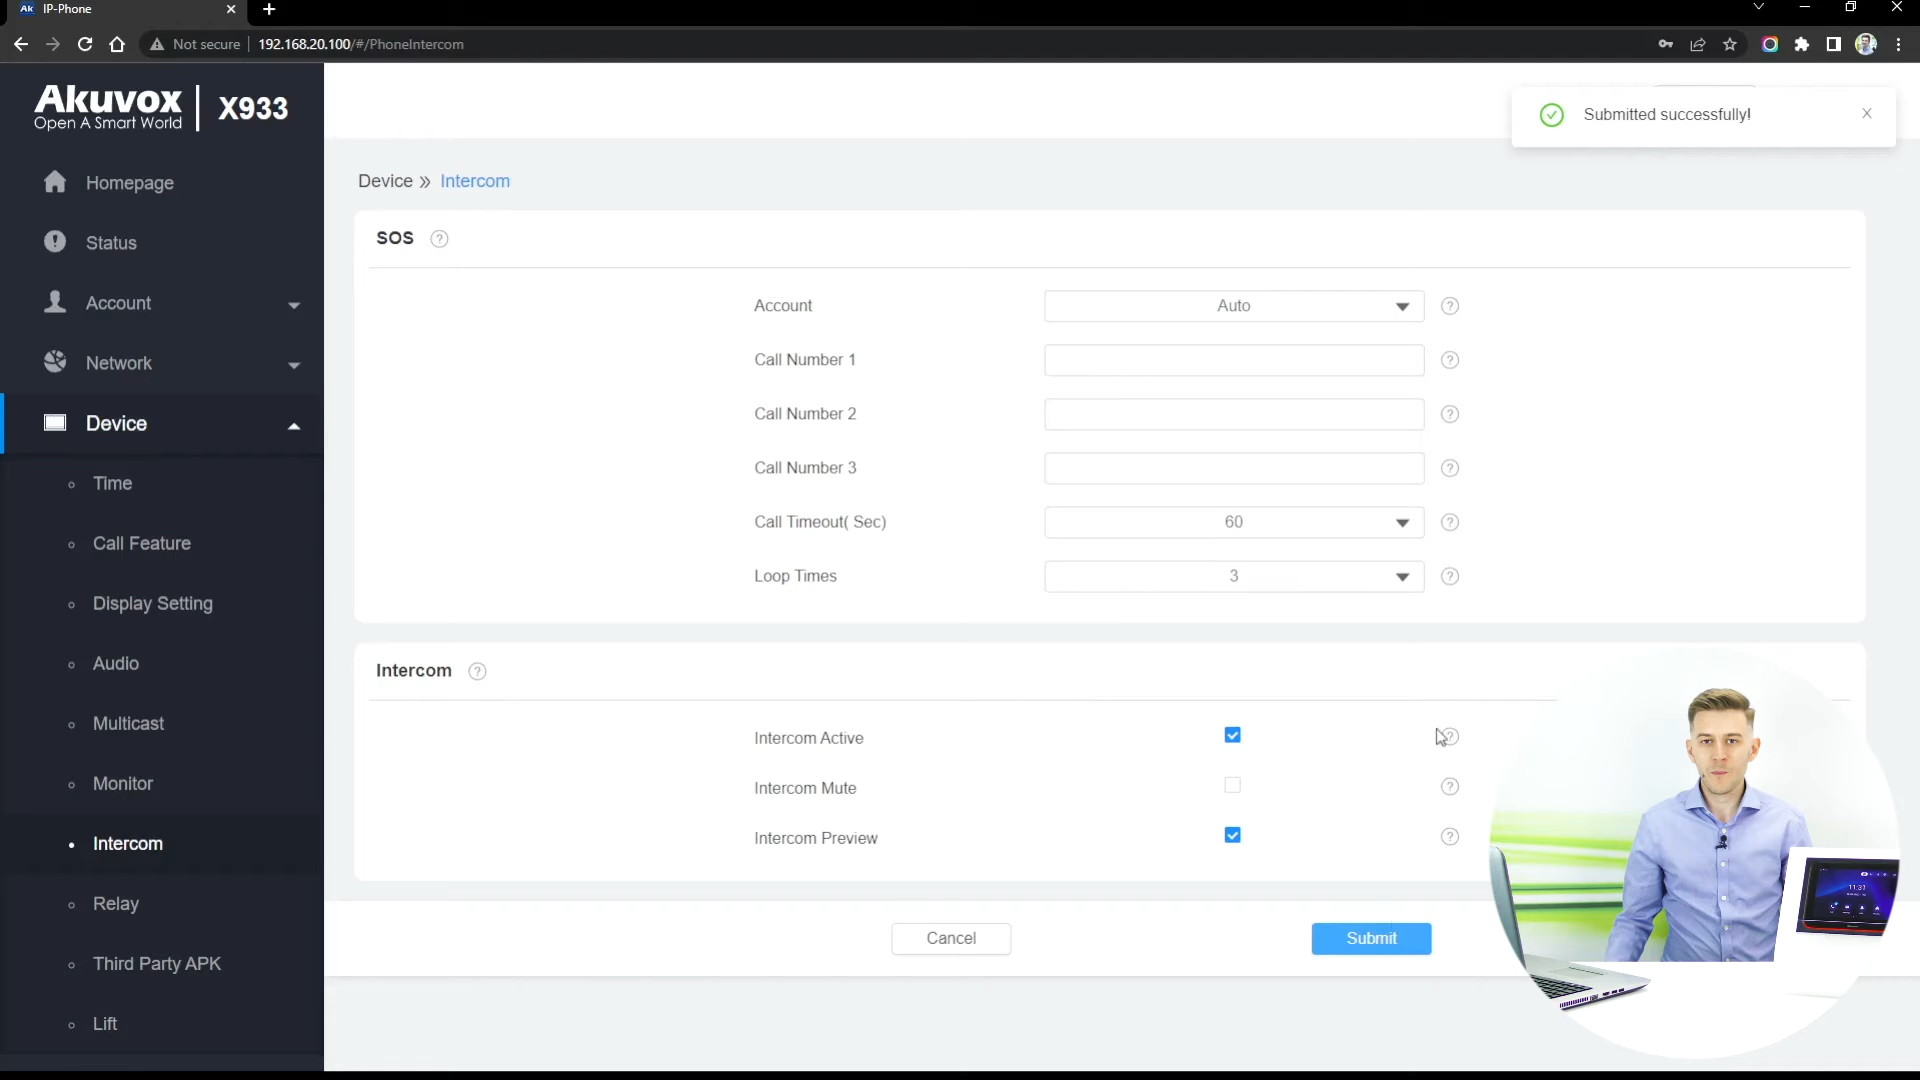 Ak IP-Phone
Not secure 192.168.20.100/#/PhoneIntercom
Akuvox X933
Open A Smart World
Submitted successfully!
Homepage
Status
Account
Network
Device
Time
Call Feature
Display Setting
Audio
Multicast
Monitor
Intercom
Relay
Third Party APK
Lift
Device » Intercom
SOS ?
Account Auto ?
Call Number 1 ?
Call Number 2 ?
Call Number 3 ?
Call Timeout( Sec) 60 ?
Loop Times 3 ?
Intercom ?
Intercom Active ?
Intercom Mute ?
Intercom Preview ?
Cancel Submit
11:31